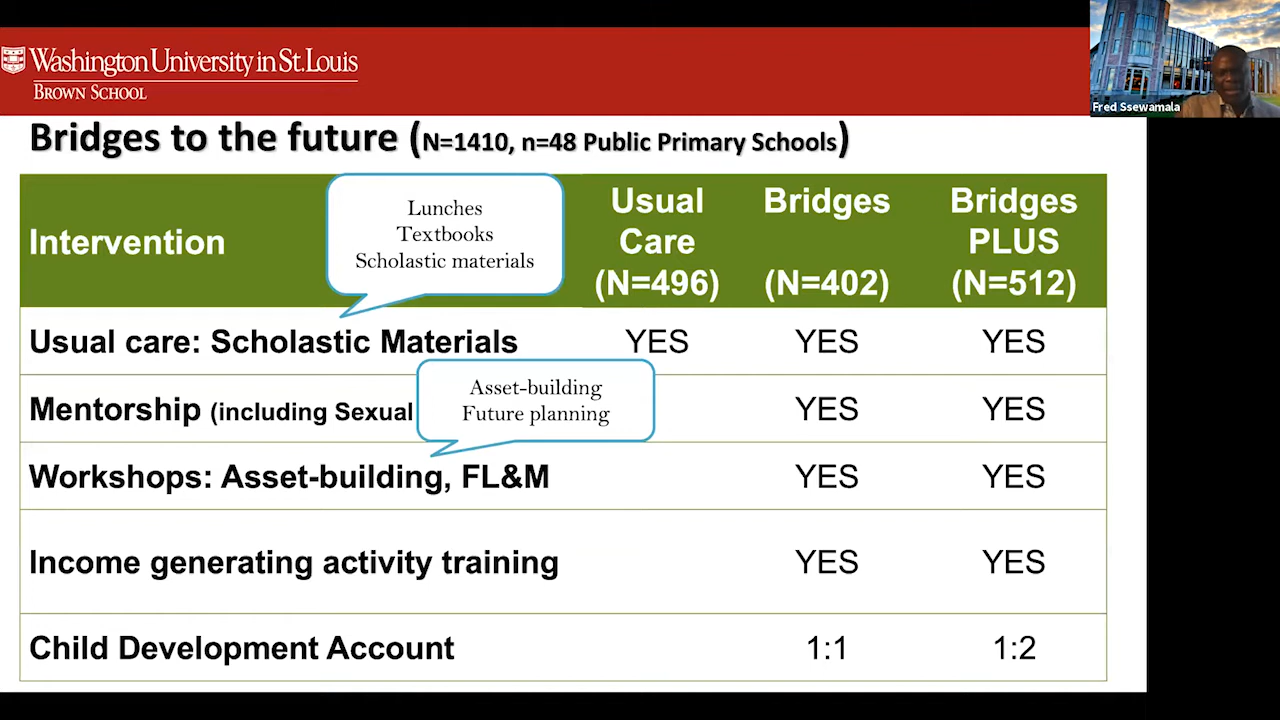 Washington University in St. Louis
BROWN SCHOOL
Fred Ssewamala
Bridges to the future (N=1410, n=48 Public Primary Schools)
Intervention
Lunches
Textbooks
Scholastic materials
Usual Care (N=496)
Bridges (N=402)
Bridges PLUS (N=512)
Usual care: Scholastic Materials YES YES YES
Asset-building
Future planning
Mentorship (including Sexual YES YES
Workshops: Asset-building, FL&M YES YES
Income generating activity training YES YES
Child Development Account 1:1 1:2